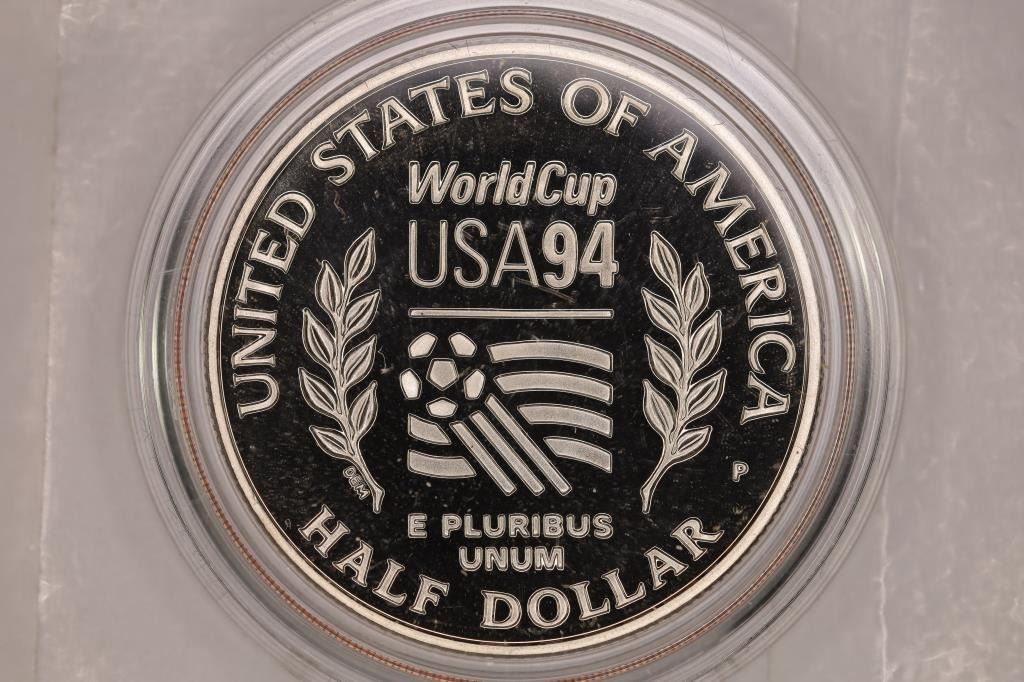 UNITED STATES OF AMERICA
WorldCup
USA94
DEM
P
E PLURIBUS
UNUM
HALF DOLLAR